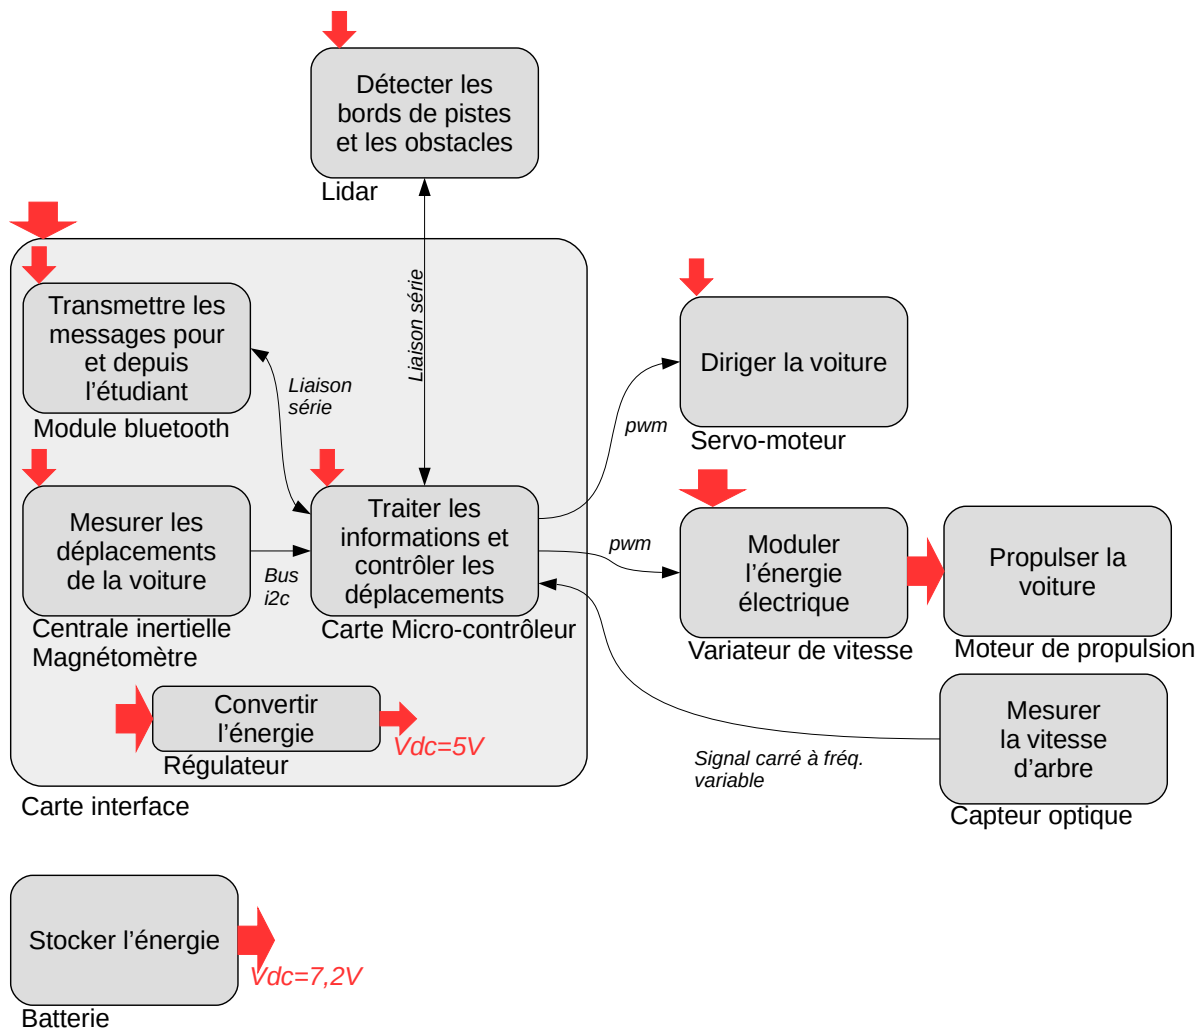 Détecter les
bords de pistes
et les obstacles
Lidar
Liaison série
Transmettre les
messages pour
et depuis
l'étudiant
Module bluetooth
Liaison
série
Mesurer les
déplacements
de la voiture
Centrale inertielle
Magnétomètre
Bus
i2c
Traiter les
informations et
contrôler les
déplacements
Carte Micro-contrôleur
Convertir
l'énergie
Régulateur
Vdc=5V
Carte interface
pwm
Diriger la voiture
Servo-moteur
pwm
Moduler
l'énergie
électrique
Variateur de vitesse
Propulser la
voiture
Moteur de propulsion
Signal carré à fréq.
variable
Mesurer
la vitesse
d'arbre
Capteur optique
Stocker l'énergie
Vdc=7,2V
Batterie